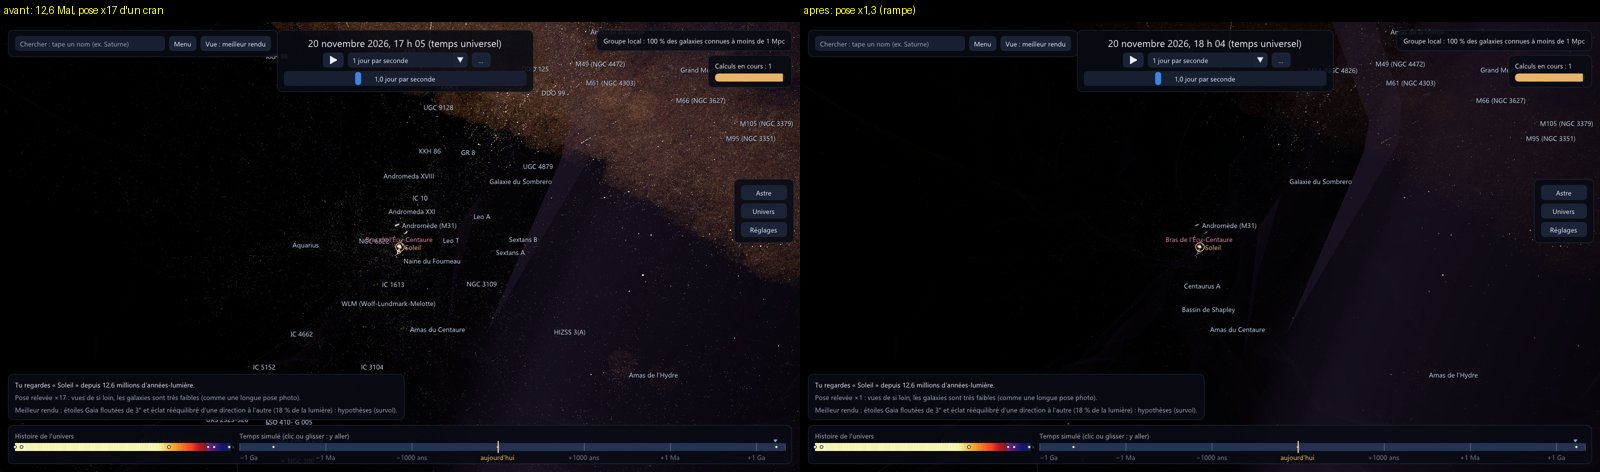 avant: 12,6 Mal, pose x17 d'un cran
Chercher : tape un nom (ex. Saturne)
Menu
Vue : meilleur rendu
20 novembre 2026, 17 h 05 (temps universel)
1 jour par seconde
...
1,0 jour par seconde
Groupe local : 100 % des galaxies connues à moins de 1 Mpc
Calculs en cours : 1
M49 (NGC 4472)
M61 (NGC 4303)
DDO 99
M66 (NGC 3627)
UGC 9128
M105 (NGC 3379)
M95 (NGC 3351)
KKH 86
GR 8
UGC 4879
Andromeda XVIII
Galaxie du Sombrero
IC 10
Andromeda XXI
Leo A
Andromède (M31)
Aquarius
Leo T
Soleil
Sextans B
Sextans A
Naine du Fourneau
IC 1613
NGC 3109
WLM (Wolf-Lundmark-Melotte)
Amas du Centaure
IC 4662
HIZSS 3(A)
IC 5152
IC 3104
Amas de l'Hydre
Astre
Univers
Réglages
Tu regardes « Soleil » depuis 12,6 millions d'années-lumière.
Pose relevée ×17 : vues de si loin, les galaxies sont très faibles (comme une longue pose photo).
Meilleur rendu : étoiles Gaia floutées de 3° et éclat rééquilibré d'une direction à l'autre (18 % de la lumière) : hypothèses (survol).
Histoire de l'univers
Temps simulé (clic ou glisser : y aller)
−1 Ga
−1 Ma
−1000 ans
aujourd'hui
+1000 ans
+1 Ma
+1 Ga
apres: pose x1,3 (rampe)
Chercher : tape un nom (ex. Saturne)
Menu
Vue : meilleur rendu
20 novembre 2026, 18 h 04 (temps universel)
1 jour par seconde
...
1,0 jour par seconde
Groupe local : 100 % des galaxies connues à moins de 1 Mpc
Calculs en cours : 1
M49 (NGC 4472)
M61 (NGC 4303)
M66 (NGC 3627)
M105 (NGC 3379)
M95 (NGC 3351)
Galaxie du Sombrero
Andromède (M31)
Bras de l'Écu-Centaure
Soleil
Centaurus A
Bassin de Shapley
Amas du Centaure
Amas de l'Hydre
Astre
Univers
Réglages
Tu regardes « Soleil » depuis 12,6 millions d'années-lumière.
Pose relevée ×1 : vues de si loin, les galaxies sont très faibles (comme une longue pose photo).
Meilleur rendu : étoiles Gaia floutées de 3° et éclat rééquilibré d'une direction à l'autre (18 % de la lumière) : hypothèses (survol).
Histoire de l'univers
Temps simulé (clic ou glisser : y aller)
−1 Ga
−1 Ma
−1000 ans
aujourd'hui
+1000 ans
+1 Ma
+1 Ga